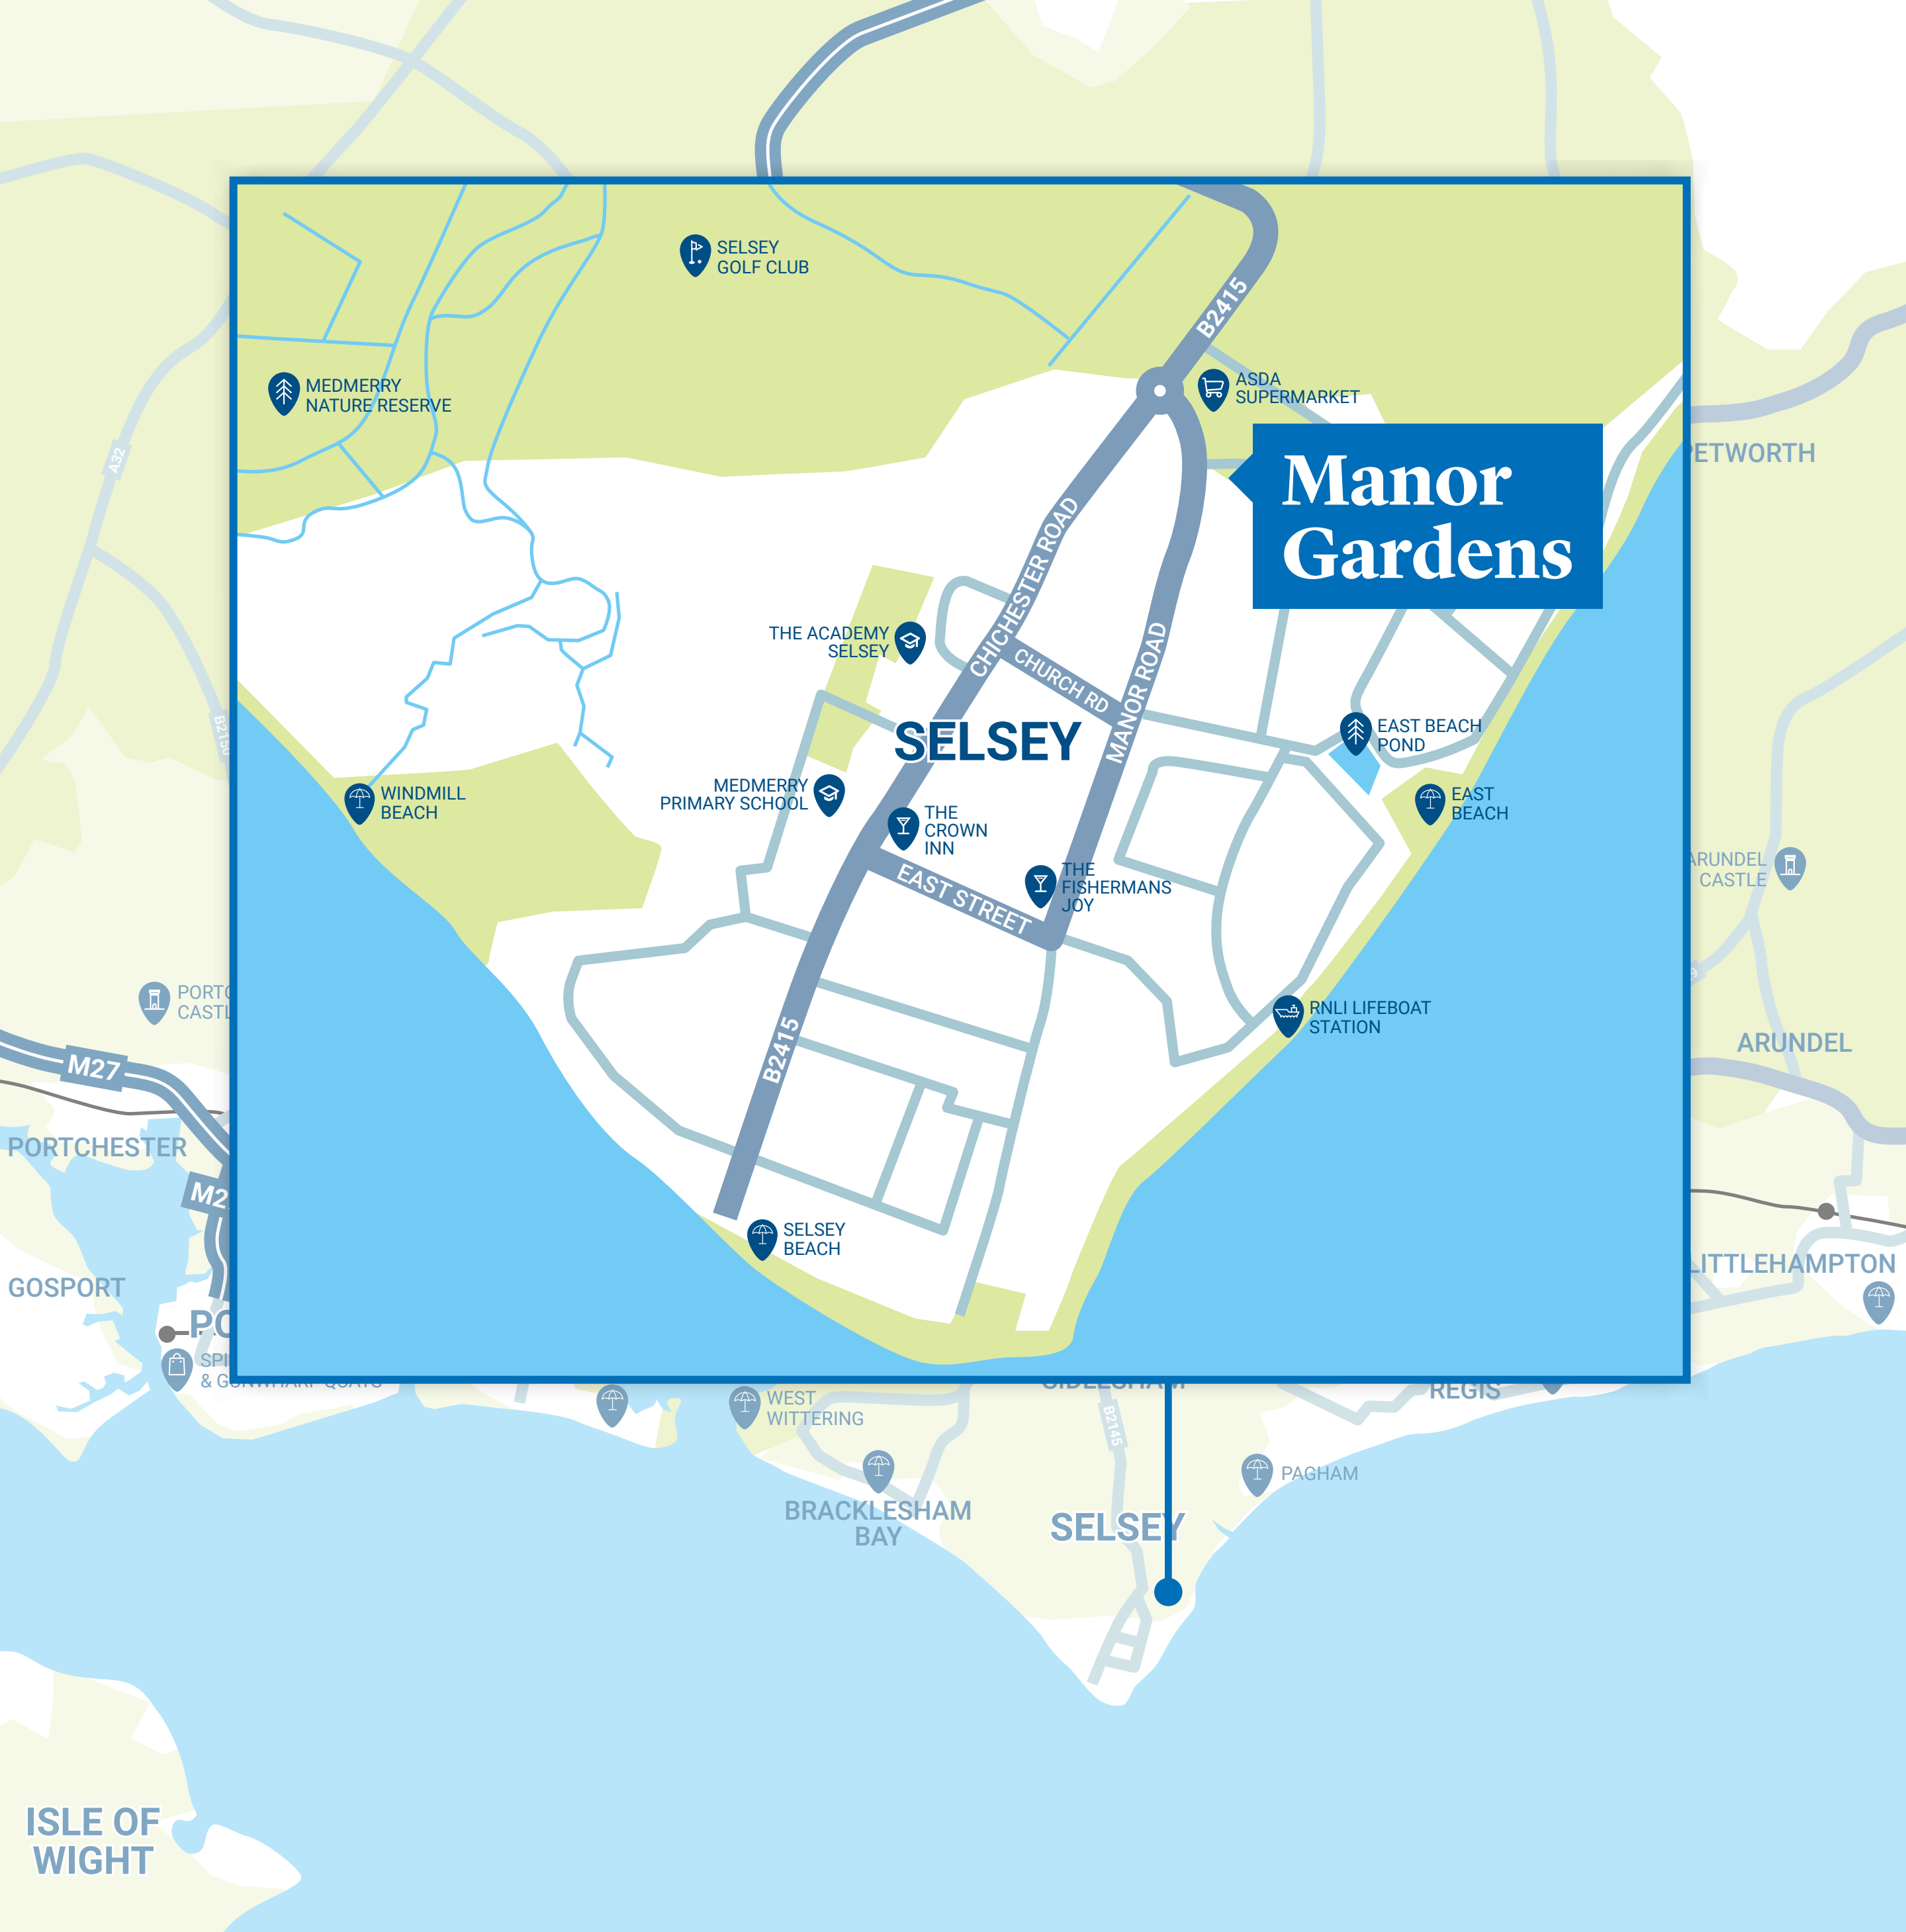 SELSEY
GOLF CLUB
B2415
MEDMERRY
NATURE RESERVE
ASDA
SUPERMARKET
PETWORTH
A32
Manor
Gardens
CHICHESTER ROAD
THE ACADEMY
SELSEY
CHURCH RD
MANOR ROAD
SELSEY
EAST BEACH
POND
MEDMERRY
PRIMARY SCHOOL
WINDMILL
BEACH
THE
CROWN
INN
EAST
BEACH
EAST STREET
THE
FISHERMANS
JOY
ARUNDEL
CASTLE
RNLI LIFEBOAT
STATION
B2415
ARUNDEL
M27
PORTCHESTER
SELSEY
BEACH
GOSPORT
LITTLEHAMPTON
& GUNWHARF QUAYS
WEST
WITTERING
SIDLESHAM
REGIS
B2145
BRACKLESHAM
BAY
PAGHAM
SELSEY
ISLE OF
WIGHT